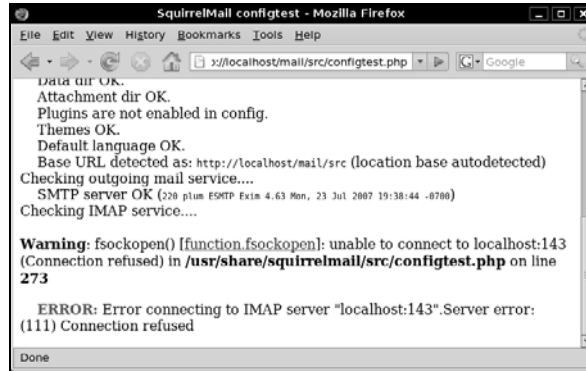 SquirrelMail configtest - Mozilla Firefox
File Edit View History Bookmarks Tools Help
://localhost/mail/src/configtest.php G Google
Data dir OK.
Attachment dir OK.
Plugins are not enabled in config.
Themes OK.
Default language OK.
Base URL detected as: http://localhost/mail/src (location base autodetected)
Checking outgoing mail service....
SMTP server OK (220 plum ESMTP Exim 4.63 Mon, 23 Jul 2007 19:38:44 -0700)
Checking IMAP service....
Warning: fsockopen() [function.fsockopen]: unable to connect to localhost:143
(Connection refused) in /usr/share/squirrelmail/src/configtest.php on line
273
ERROR: Error connecting to IMAP server "localhost:143".Server error:
(111) Connection refused
Done